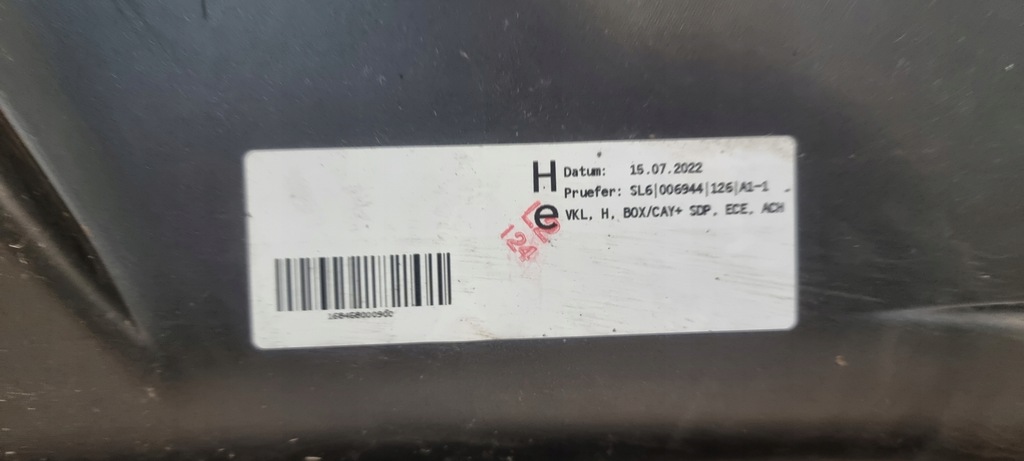 H
Datum: 15.07.2022
Pruefer: SL6|006944|126|A1-1
e
VKL, H, BOX/CAY+ SDP, ECE, ACH
124